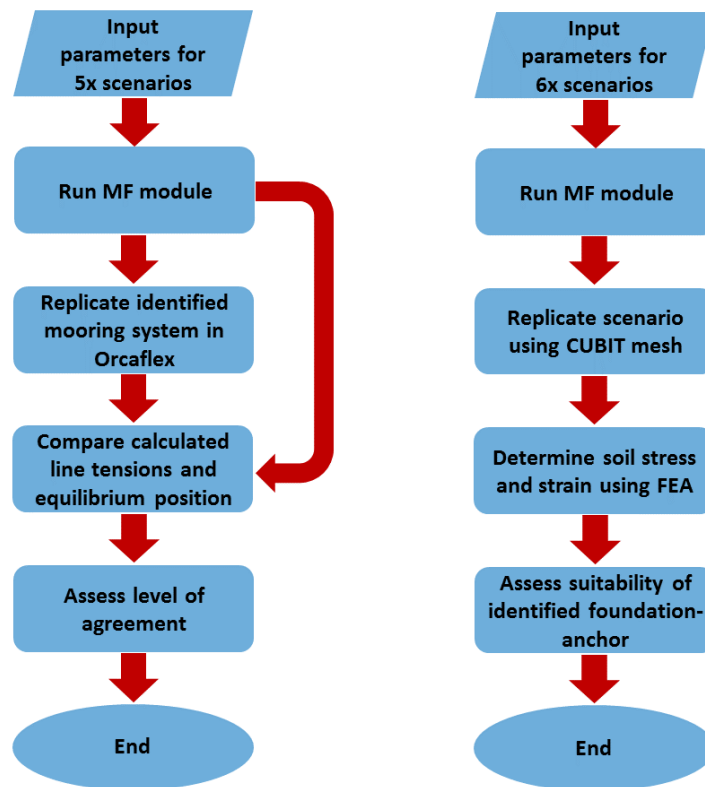 Input
parameters for
5x scenarios
Run MF module
Replicate identified
mooring system in
Orcaflex
Compare calculated
line tensions and
equilibrium position
Assess level of
agreement
End
Input
parameters for
6x scenarios
Run MF module
Replicate scenario
using CUBIT mesh
Determine soil stress
and strain using FEA
Assess suitability of
identified foundation-
anchor
End